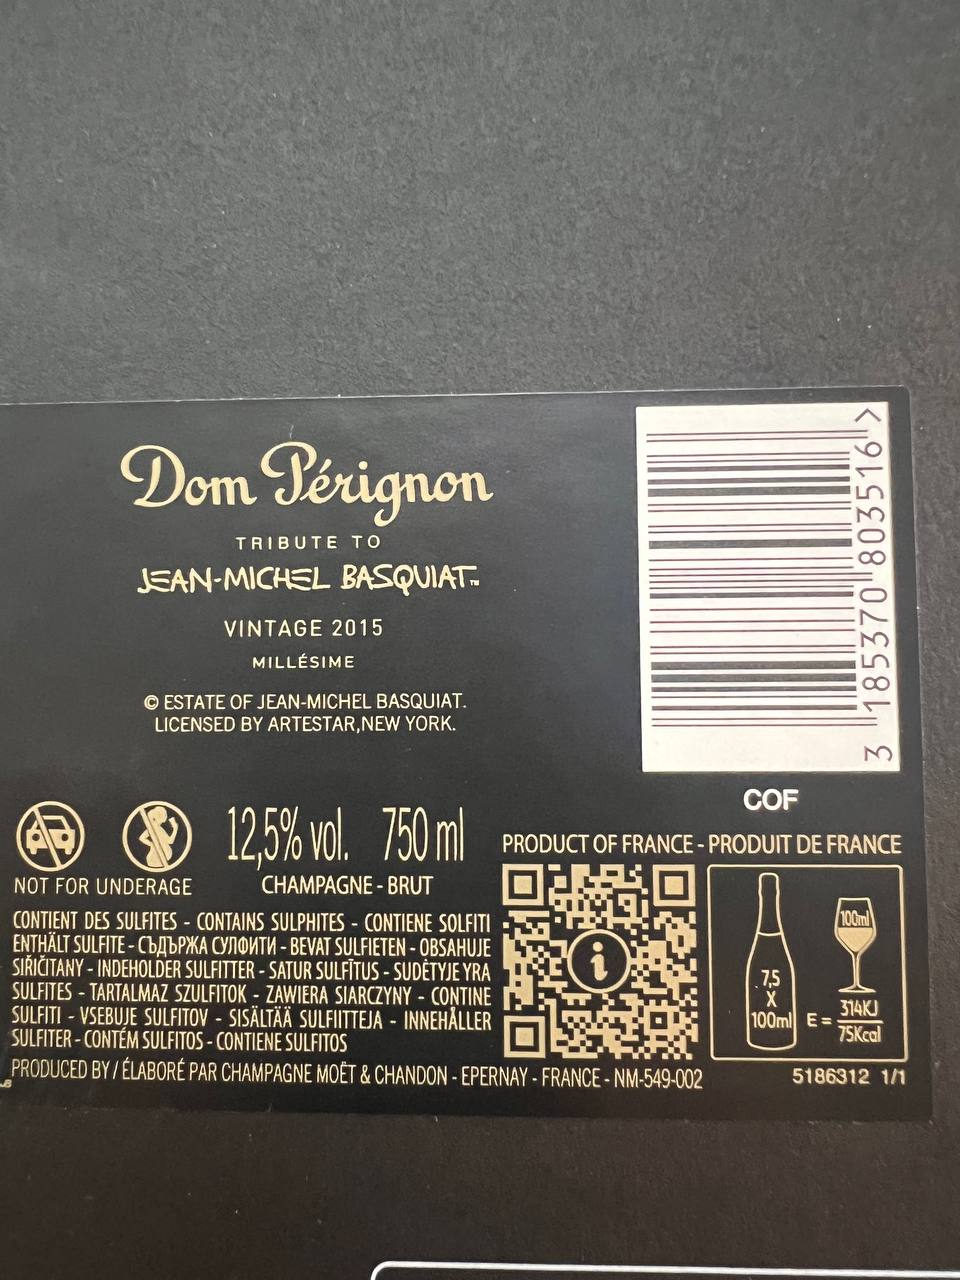 Dom Pérignon
TRIBUTE TO
JEAN-MICHEL BASQUIAT™
VINTAGE 2015
MILLÉSIME
© ESTATE OF JEAN-MICHEL BASQUIAT.
LICENSED BY ARTESTAR,NEW YORK.
3 185370 803516 >
COF
NOT FOR UNDERAGE
12,5% vol. 750 ml
CHAMPAGNE - BRUT
CONTIENT DES SULFITES - CONTAINS SULPHITES - CONTIENE SOLFITI
ENTHÄLT SULFITE - СЪДЪРЖА СУЛФИТИ - BEVAT SULFIETEN - OBSAHUJE
SIŘIČITANY - INDEHOLDER SULFITTER - SATUR SULFĪTUS - SUDĖTYJE YRA
SULFITES - TARTALMAZ SZULFITOK - ZAWIERA SIARCZYNY - CONTINE
SULFITI - VSEBUJE SULFITOV - SISÄLTÄÄ SULFIITTEJA - INNEHÅLLER
SULFITER - CONTÉM SULFITOS - CONTIENE SULFITOS
PRODUCED BY / ÉLABORÉ PAR CHAMPAGNE MOËT & CHANDON - EPERNAY - FRANCE - NM-549-002
PRODUCT OF FRANCE - PRODUIT DE FRANCE
i
7,5
X
100ml
100ml
E = 314KJ
75Kcal
5186312 1/1